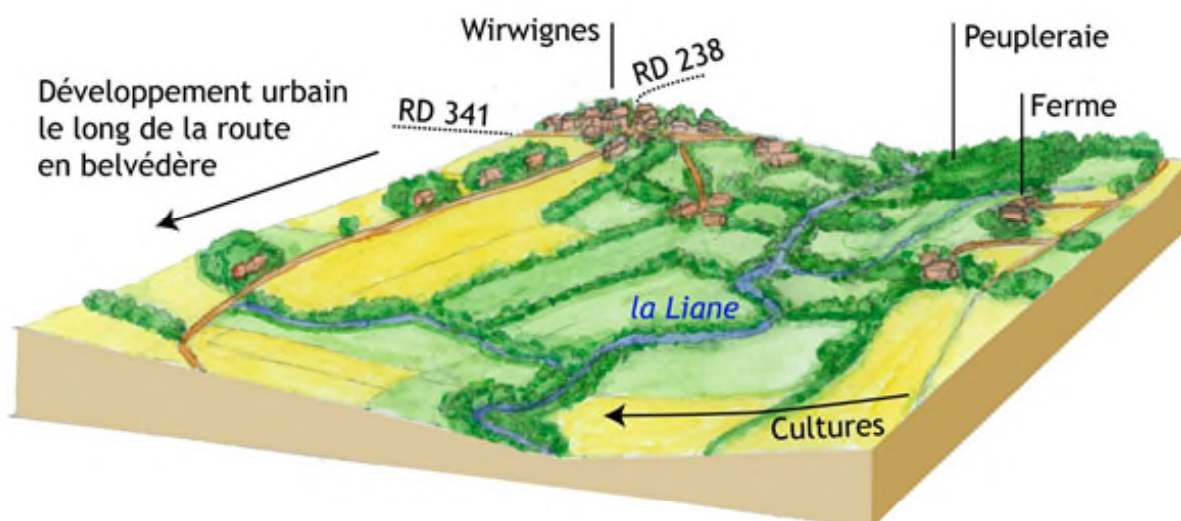 Wirwignes
RD 238
Peupleraie
Développement urbain
le long de la route
en belvédère
RD 341
Ferme
la Liane
Cultures